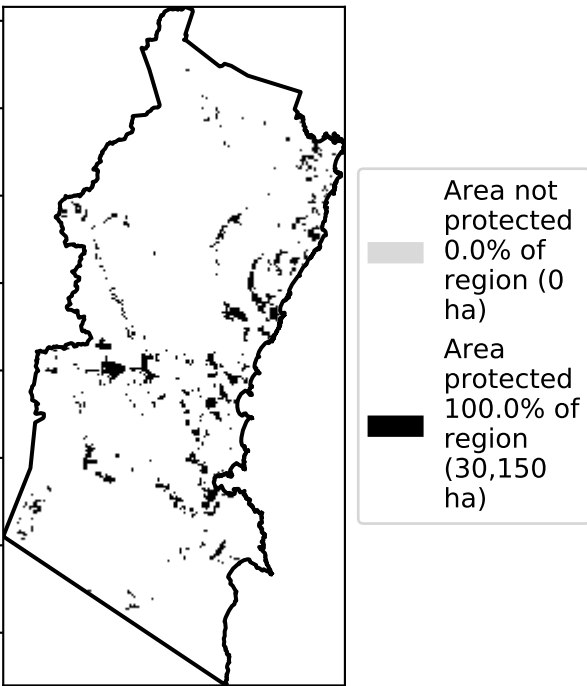 Area not
protected
0.0% of
region (0
ha)
Area
protected
100.0% of
region
(30,150
ha)